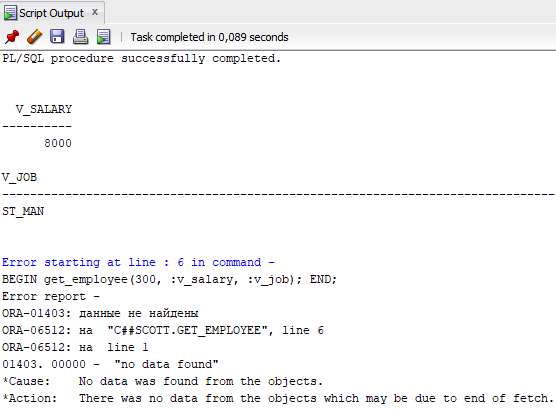 Script Output x
Task completed in 0,089 seconds
PL/SQL procedure successfully completed.
V_SALARY
----------
8000
V_JOB
--------------------------------------------------------------------------------
ST_MAN
Error starting at line : 6 in command -
BEGIN get_employee(300, :v_salary, :v_job); END;
Error report -
ORA-01403: данные не найдены
ORA-06512: на  "C##SCOTT.GET_EMPLOYEE", line 6
ORA-06512: на  line 1
01403. 00000 -  "no data found"
*Cause:    No data was found from the objects.
*Action:   There was no data from the objects which may be due to end of fetch.